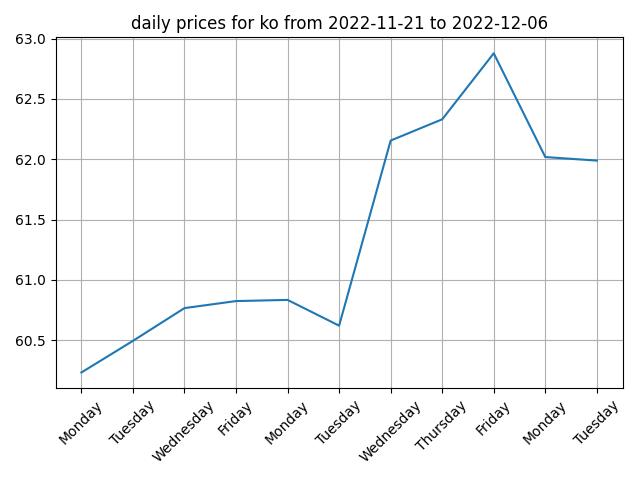 daily prices for ko from 2022-11-21 to 2022-12-06
63.0
62.5
62.0
61.5
61.0
60.5
Monday
Tuesday
Wednesday
Friday
Monday
Tuesday
Wednesday
Thursday
Friday
Monday
Tuesday